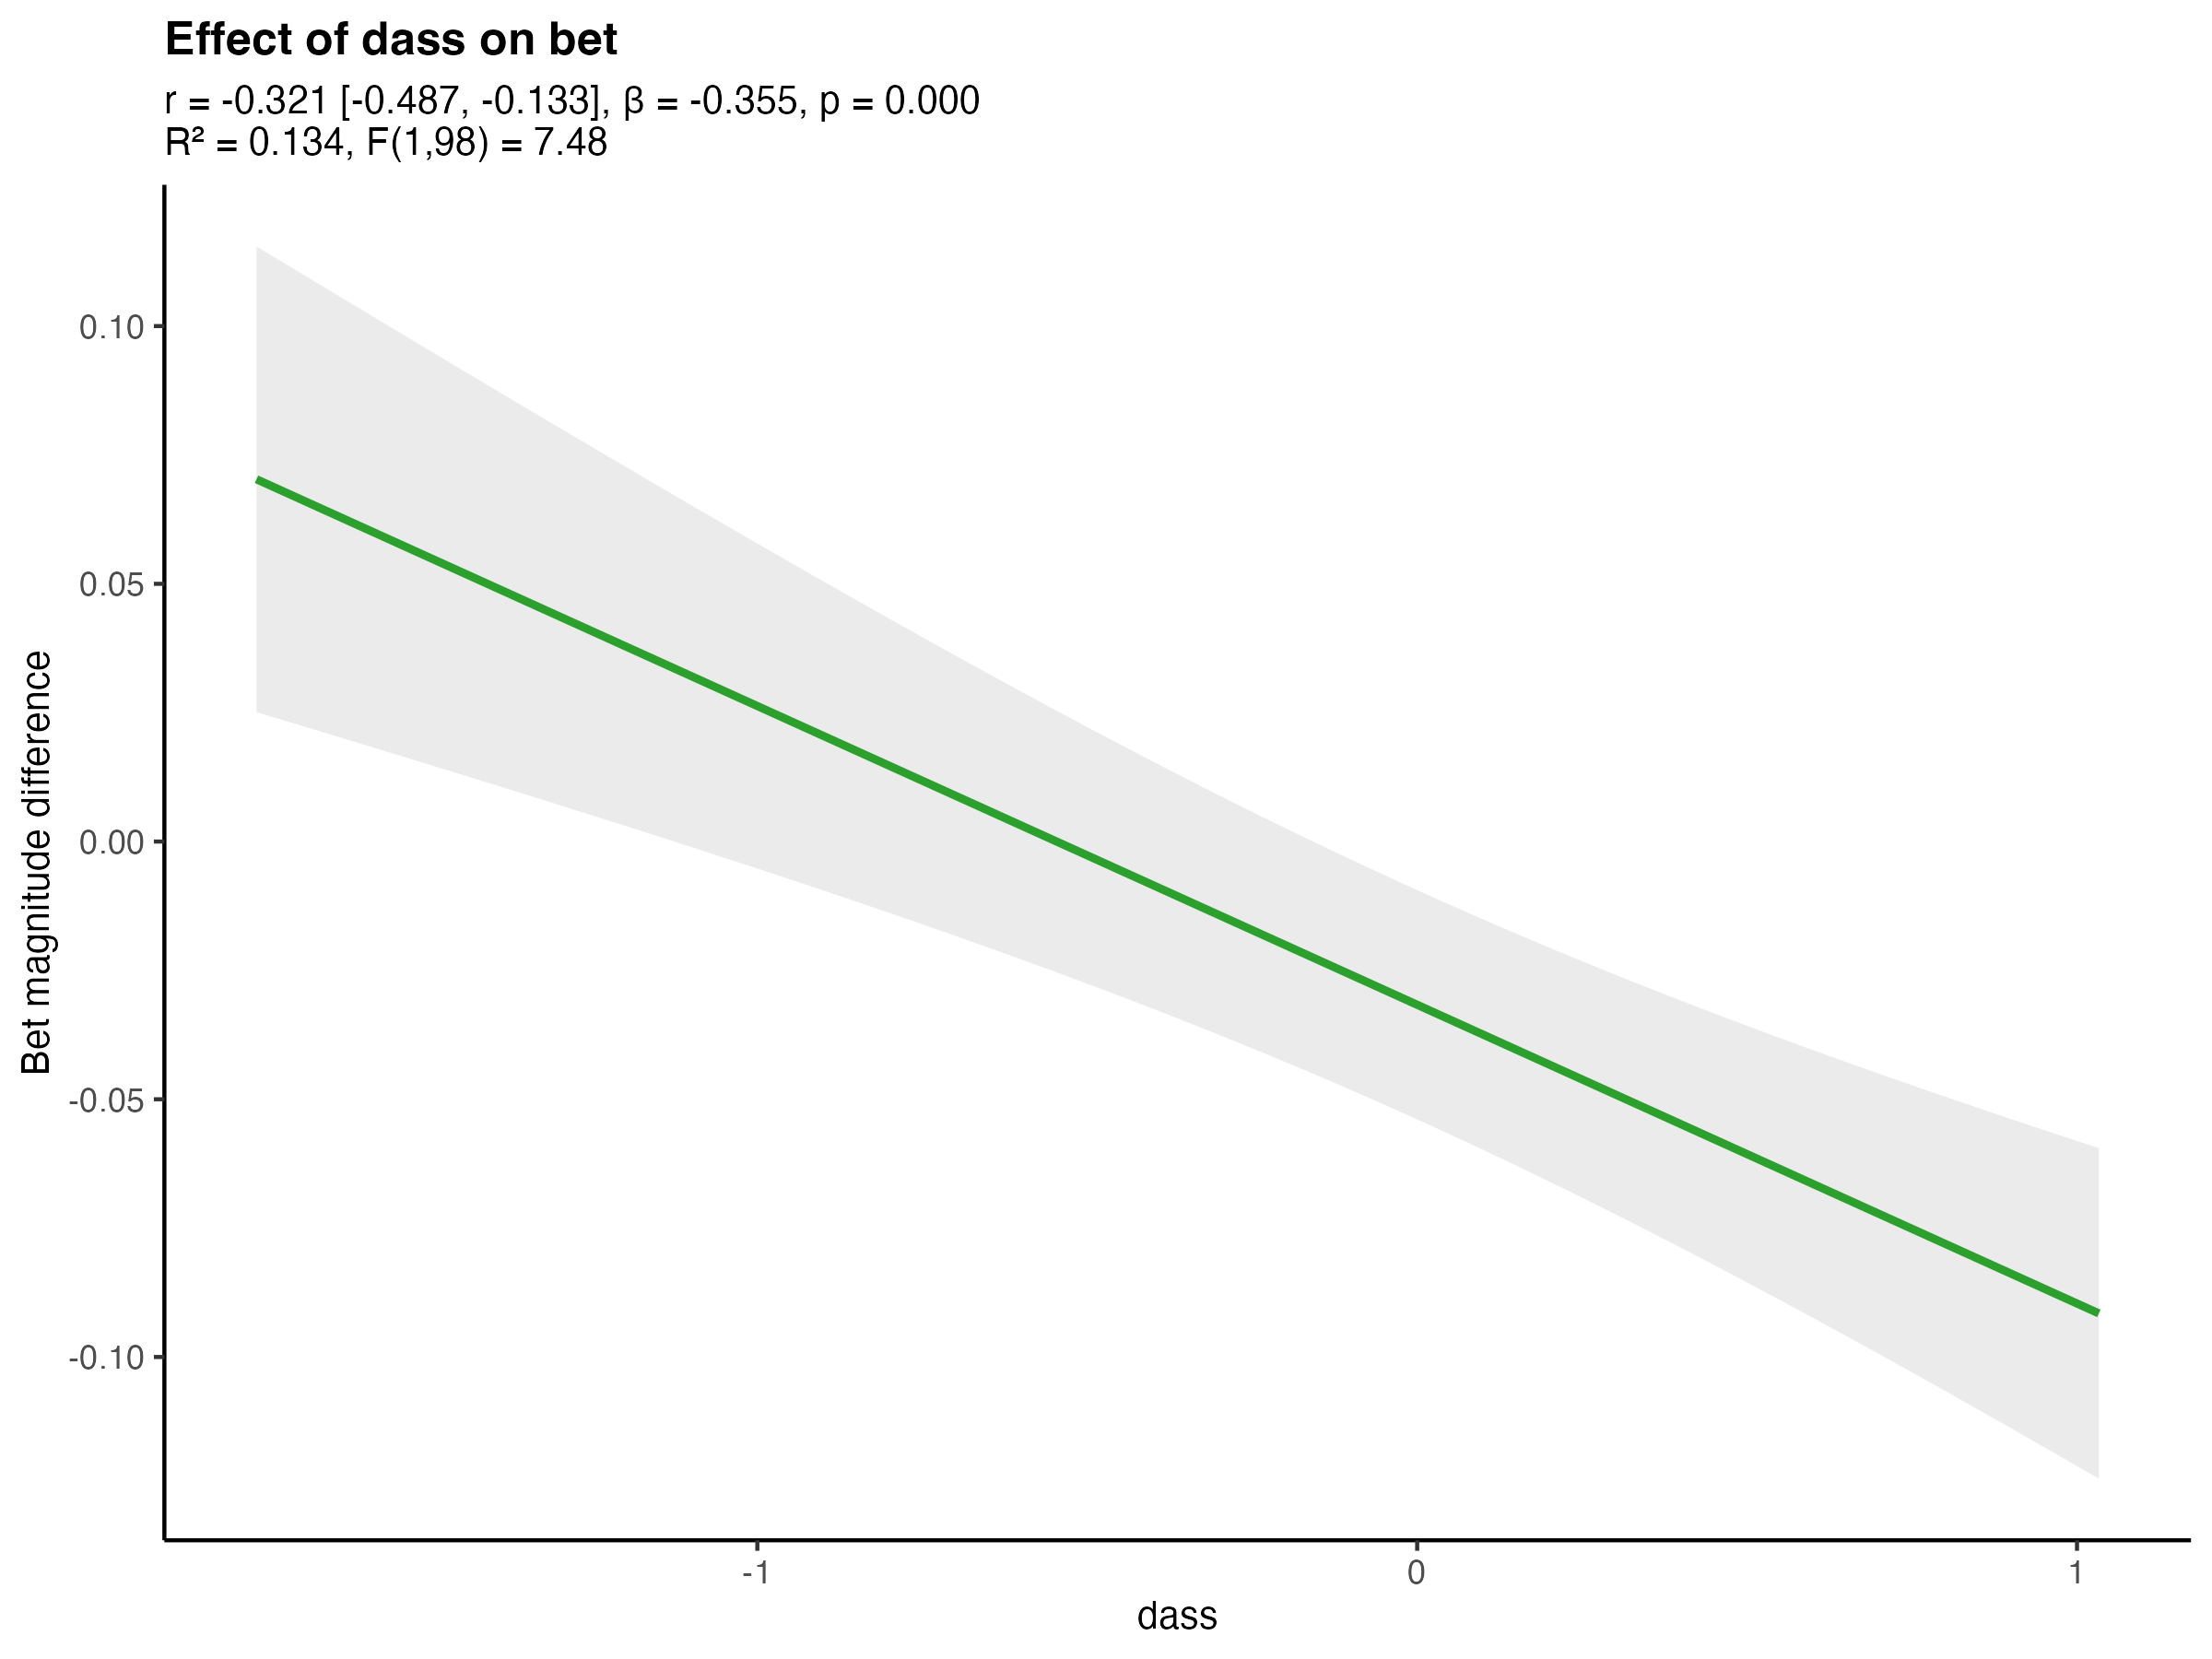 Effect of dass on bet
r = -0.321 [-0.487, -0.133], β = -0.355, p = 0.000
R² = 0.134, F(1,98) = 7.48
0.10
0.05
0.00
-0.05
-0.10
Bet magnitude difference
-1
0
1
dass